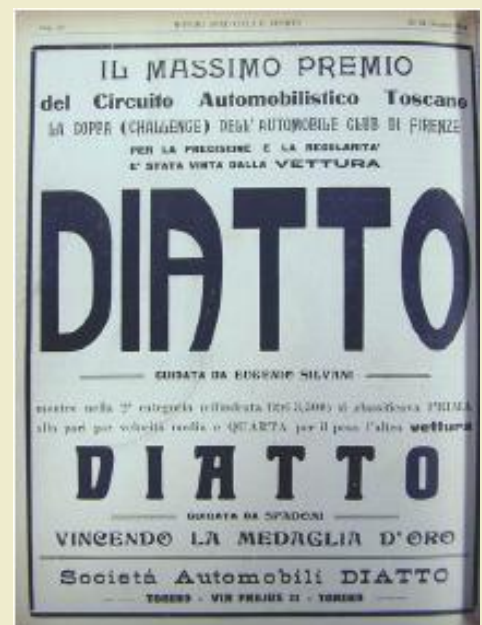 IL MASSIMO PREMIO
del Circuito Automobilistico Toscano
LA COPPA (CHALLENGE) DELL'AUTOMOBILE CLUB DI FIRENZE
PER LA PRECISIONE E LA REGOLARITA'
E' STATA VINTA DALLA VETTURA
DIATTO
GUIDATA DA EUGENIO SILVANI
mentre nella categoria (cilindrata si classificava PRIMA
alla pari per velocità media e QUARTA per il peso l'altra vettura
DIATTO
GUIDATA DA SPADONI
VINCENDO LA MEDAGLIA D'ORO
Società Automobili DIATTO
TORINO - VIA FREJUS 21 - TORINO